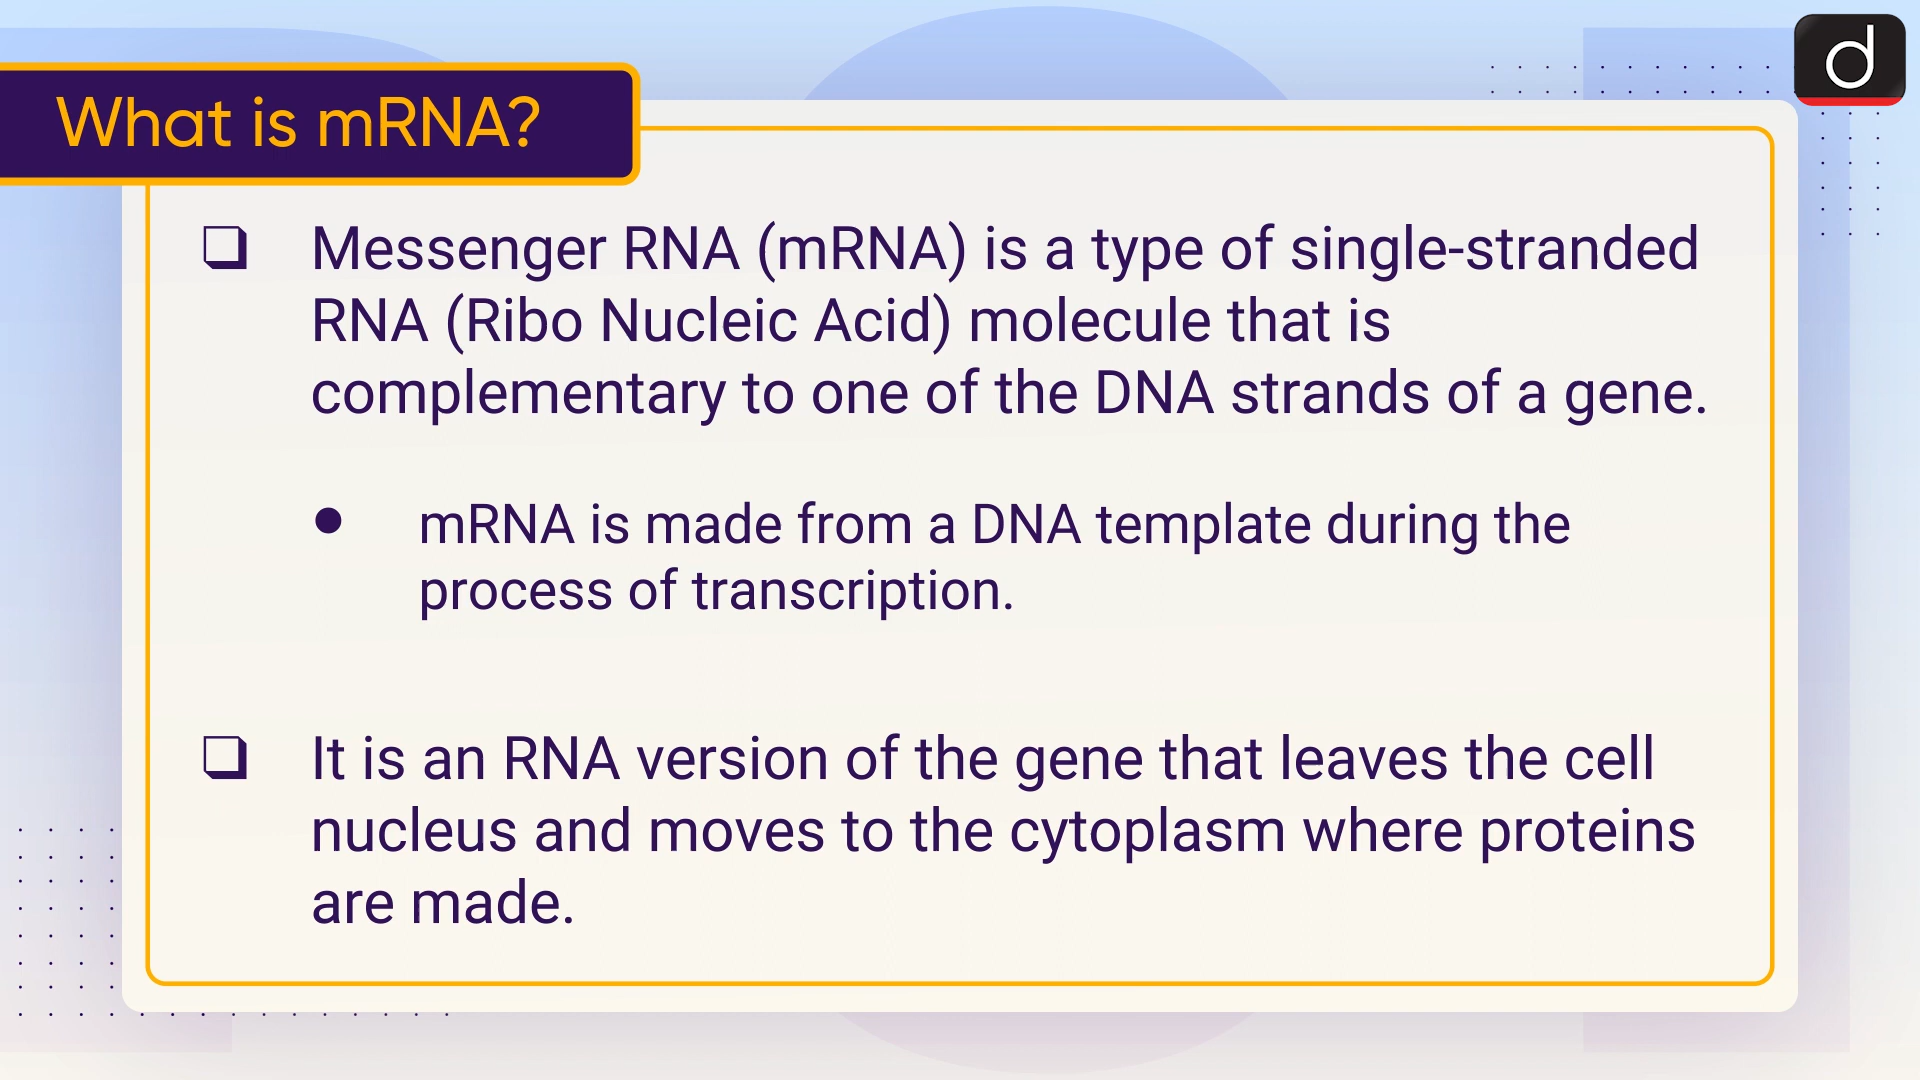 What is mRNA?
d
❑ Messenger RNA (mRNA) is a type of single-stranded
RNA (Ribo Nucleic Acid) molecule that is
complementary to one of the DNA strands of a gene.
● mRNA is made from a DNA template during the
process of transcription.
❑ It is an RNA version of the gene that leaves the cell
nucleus and moves to the cytoplasm where proteins
are made.